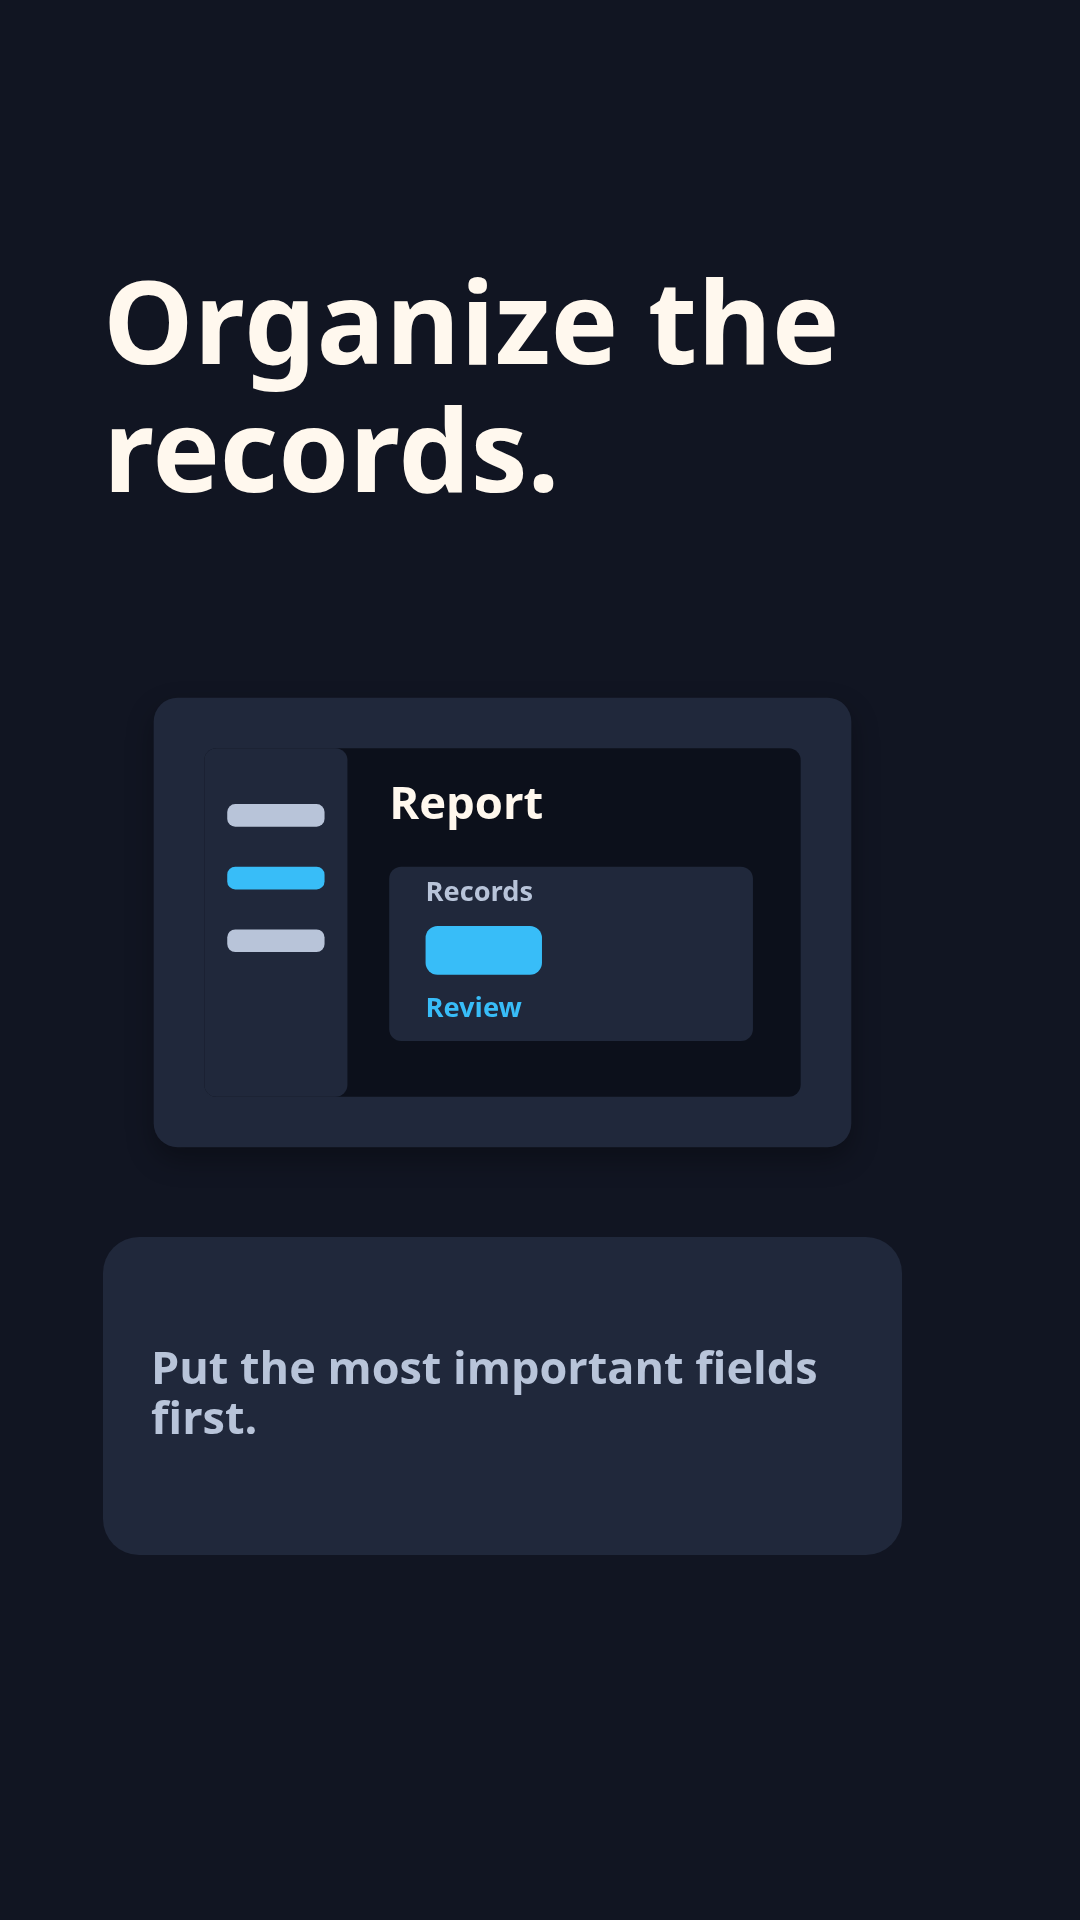 Organize the
records.
Report
Records
Review
Put the most important fields
first.